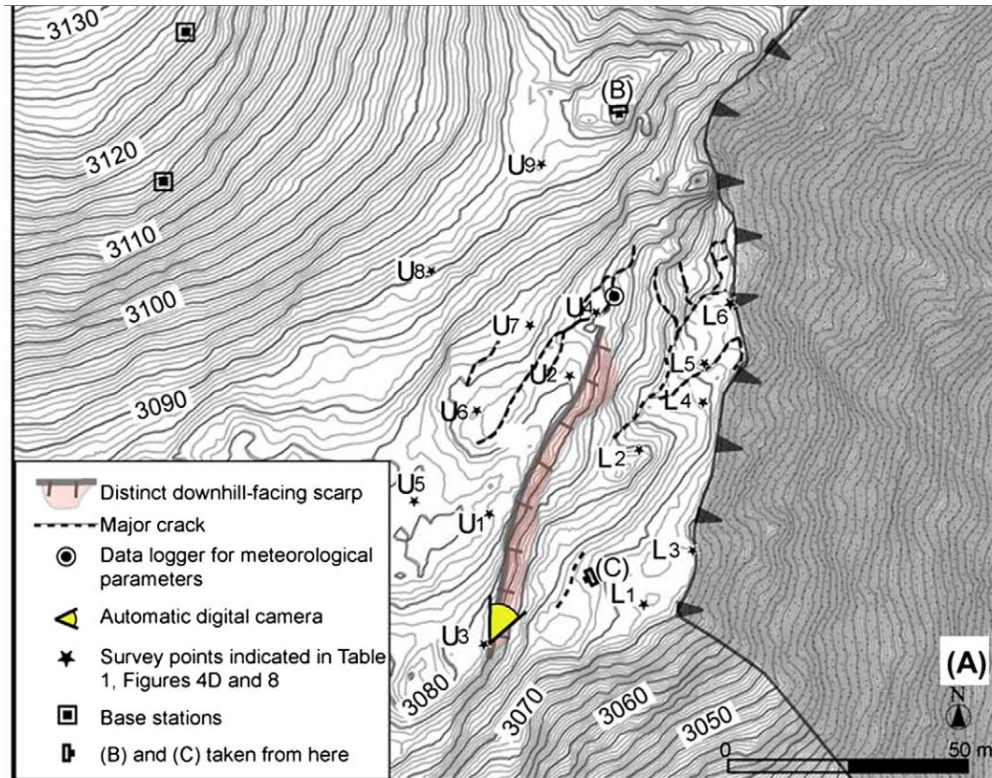 3130
(B)
3120
U9
3110
U8
3100
U4
L6
U7
L5
U2
3090
L4
U6
L2
U5
U1
L3
(C)
L1
U3
3080
3070
3060
3050
Distinct downhill-facing scarp
Major crack
Data logger for meteorological
parameters
Automatic digital camera
Survey points indicated in Table
1, Figures 4D and 8
Base stations
(B) and (C) taken from here
(A)
N
0
50 m